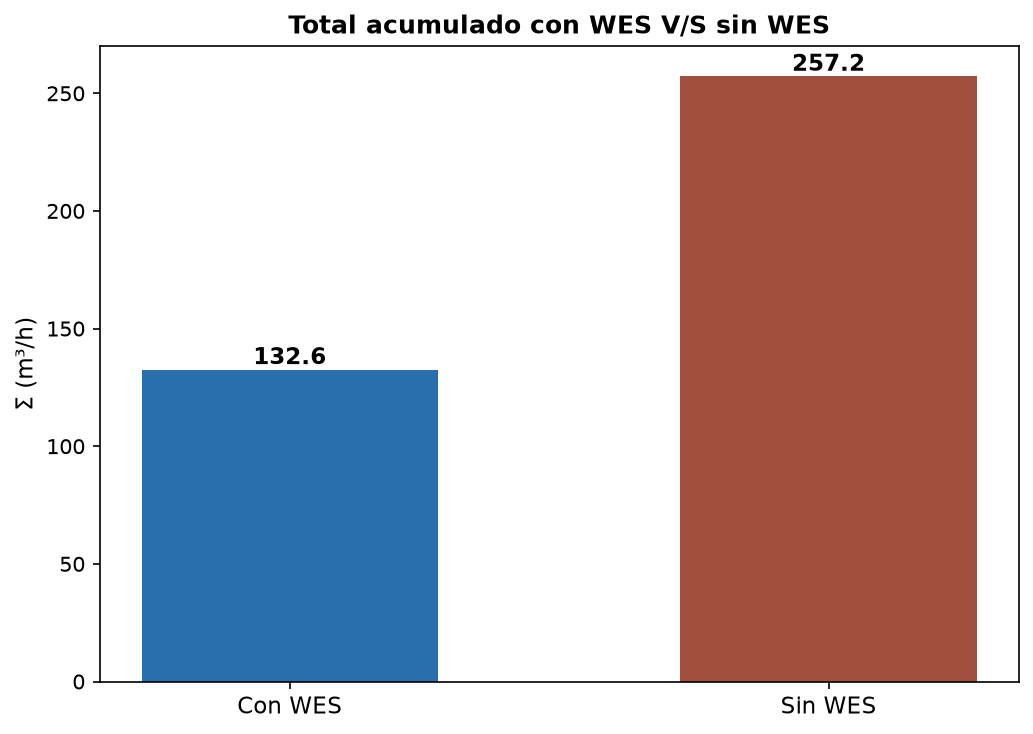 Total acumulado con WES V/S sin WES
Σ (m³/h)
250
200
150
100
50
0
132.6
257.2
Con WES
Sin WES